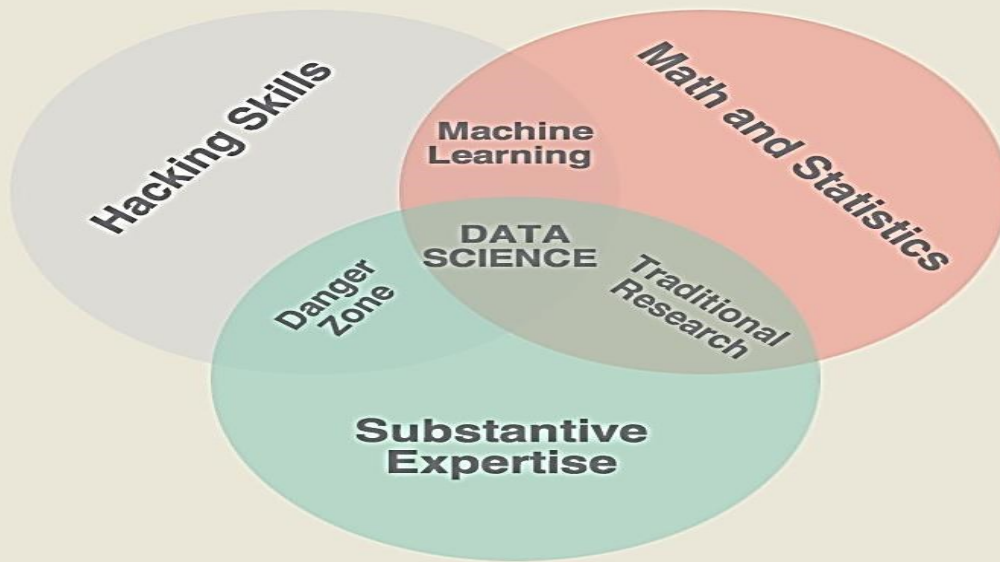 Hacking Skills
Math and Statistics
Machine
Learning
DATA
SCIENCE
Danger
Zone
Traditional
Research
Substantive
Expertise